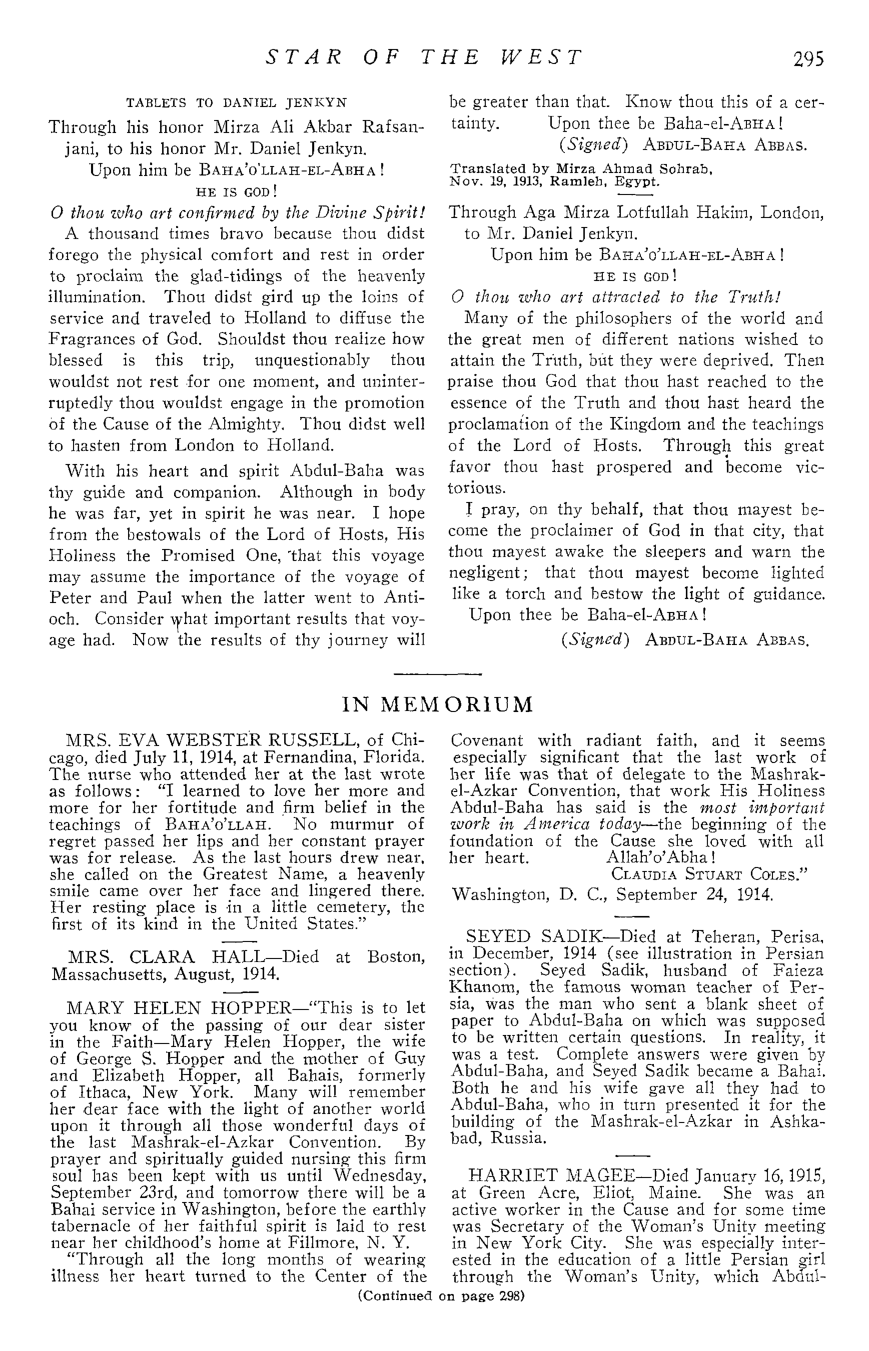 STAR OF THE WEST 295
TABLETS TO DANIEL JENKYN
Through his honor Mirza Ali Akbar Rafsan-
jani, to his honor Mr. Daniel Jenkyn.
Upon him be BAHA'O'LLAH-EL-ABHA!
HE IS GOD!
O thou who art confirmed by the Divine Spirit!
A thousand times bravo because thou didst
forego the physical comfort and rest in order
to proclaim the glad-tidings of the heavenly
illumination. Thou didst gird up the loins of
service and traveled to Holland to diffuse the
Fragrances of God. Shouldst thou realize how
blessed is this trip, unquestionably thou
wouldst not rest for one moment, and uninter-
ruptedly thou wouldst engage in the promotion
of the Cause of the Almighty. Thou didst well
to hasten from London to Holland.
With his heart and spirit Abdul-Baha was
thy guide and companion. Although in body
he was far, yet in spirit he was near. I hope
from the bestowals of the Lord of Hosts, His
Holiness the Promised One, that this voyage
may assume the importance of the voyage of
Peter and Paul when the latter went to Anti-
och. Consider what important results that voy-
age had. Now the results of thy journey will
be greater than that. Know thou this of a cer-
tainty. Upon thee be Baha-el-ABHA!
(Signed) ABDUL-BAHA ABBAS.
Translated by Mirza Ahmad Sohrab,
Nov. 19, 1913, Ramleh, Egypt.
Through Aga Mirza Lotfullah Hakim, London,
to Mr. Daniel Jenkyn.
Upon him be BAHA'O'LLAH-EL-ABHA!
HE IS GOD!
O thou who art attracted to the Truth!
Many of the philosophers of the world and
the great men of different nations wished to
attain the Truth, but they were deprived. Then
praise thou God that thou hast reached to the
essence of the Truth and thou hast heard the
proclamation of the Kingdom and the teachings
of the Lord of Hosts. Through this great
favor thou hast prospered and become vic-
torious.
I pray, on thy behalf, that thou mayest be-
come the proclaimer of God in that city, that
thou mayest awake the sleepers and warn the
negligent; that thou mayest become lighted
like a torch and bestow the light of guidance.
Upon thee be Baha-el-ABHA!
(Signed) ABDUL-BAHA ABBAS.
IN MEMORIUM
MRS. EVA WEBSTER RUSSELL, of Chi-
cago, died July 11, 1914, at Fernandina, Florida.
The nurse who attended her at the last wrote
as follows: "I learned to love her more and
more for her fortitude and firm belief in the
teachings of BAHA'O'LLAH. No murmur of
regret passed her lips and her constant prayer
was for release. As the last hours drew near,
she called on the Greatest Name, a heavenly
smile came over her face and lingered there.
Her resting place is in a little cemetery, the
first of its kind in the United States."
MRS. CLARA HALL—Died at Boston,
Massachusetts, August, 1914.
MARY HELEN HOPPER—"This is to let
you know of the passing of our dear sister
in the Faith—Mary Helen Hopper, the wife
of George S. Hopper and the mother of Guy
and Elizabeth Hopper, all Bahais, formerly
of Ithaca, New York. Many will remember
her dear face with the light of another world
upon it through all those wonderful days of
the last Mashrak-el-Azkar Convention. By
prayer and spiritually guided nursing this firm
soul has been kept with us until Wednesday,
September 23rd, and tomorrow there will be a
Bahai service in Washington, before the earthly
tabernacle of her faithful spirit is laid to rest
near her childhood's home at Fillmore, N. Y.
"Through all the long months of wearing
illness her heart turned to the Center of the
Covenant with radiant faith, and it seems
especially significant that the last work of
her life was that of delegate to the Mashrak-
el-Azkar Convention, that work His Holiness
Abdul-Baha has said is the most important
work in America today—the beginning of the
foundation of the Cause she loved with all
her heart. Allah'o'Abha!
CLAUDIA STUART COLES."
Washington, D. C., September 24, 1914.
SEYED SADIK—Died at Teheran, Perisa,
in December, 1914 (see illustration in Persian
section). Seyed Sadik, husband of Faieza
Khanom, the famous woman teacher of Per-
sia, was the man who sent a blank sheet of
paper to Abdul-Baha on which was supposed
to be written certain questions. In reality, it
was a test. Complete answers were given by
Abdul-Baha, and Seyed Sadik became a Bahai.
Both he and his wife gave all they had to
Abdul-Baha, who in turn presented it for the
building of the Mashrak-el-Azkar in Ashka-
bad, Russia.
HARRIET MAGEE—Died January 16, 1915,
at Green Acre, Eliot, Maine. She was an
active worker in the Cause and for some time
was Secretary of the Woman's Unity meeting
in New York City. She was especially inter-
ested in the education of a little Persian girl
through the Woman's Unity, which Abdul-
(Continued on page 298)